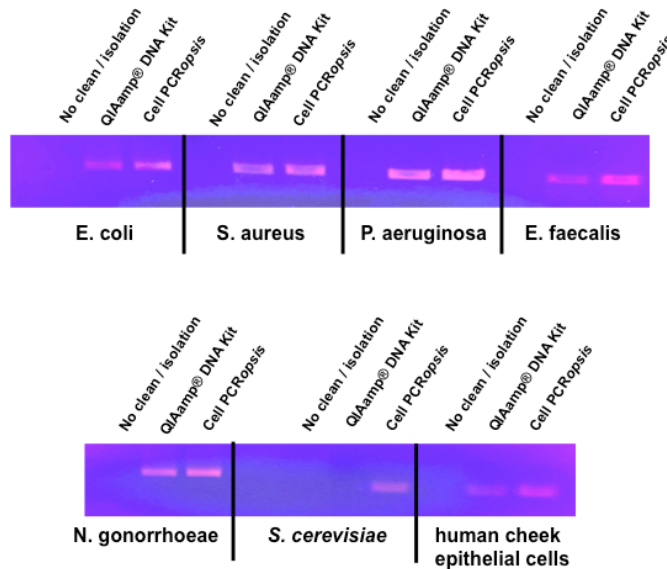 No clean / isolation
QIAamp® DNA Kit
Cell PCRopsis
No clean / isolation
QIAamp® DNA Kit
Cell PCRopsis
No clean / isolation
QIAamp® DNA Kit
Cell PCRopsis
No clean / isolation
QIAamp® DNA Kit
Cell PCRopsis
E. coli
S. aureus
P. aeruginosa
E. faecalis
No clean / isolation
QIAamp® DNA Kit
Cell PCRopsis
No clean / isolation
QIAamp® DNA Kit
Cell PCRopsis
No clean / isolation
QIAamp® DNA Kit
Cell PCRopsis
N. gonorrhoeae
S. cerevisiae
human cheek
epithelial cells